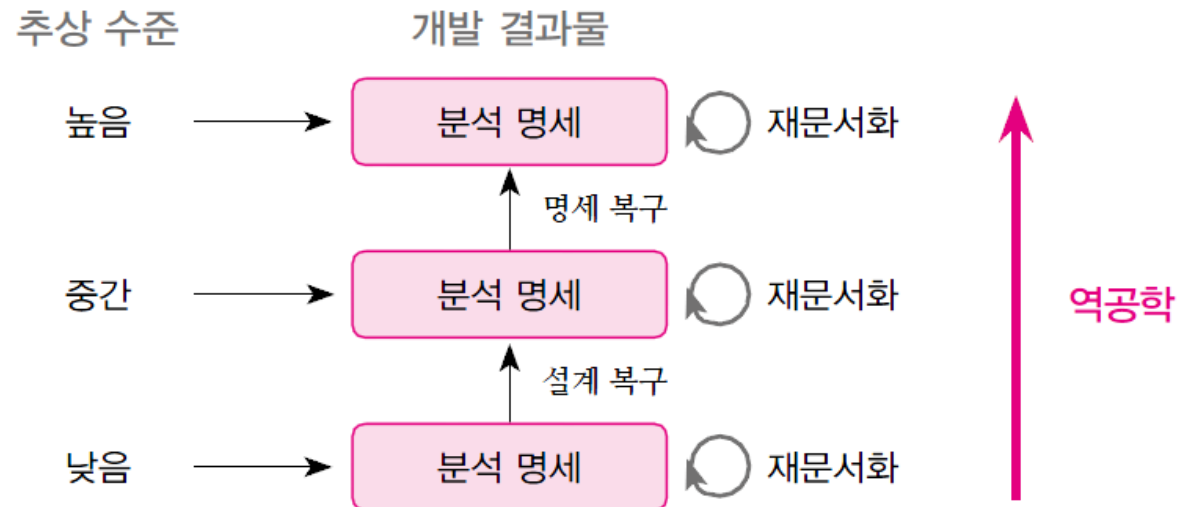 추상 수준 개발 결과물
높음 분석 명세 재문서화
명세 복구
중간 분석 명세 재문서화
역공학
설계 복구
낮음 분석 명세 재문서화